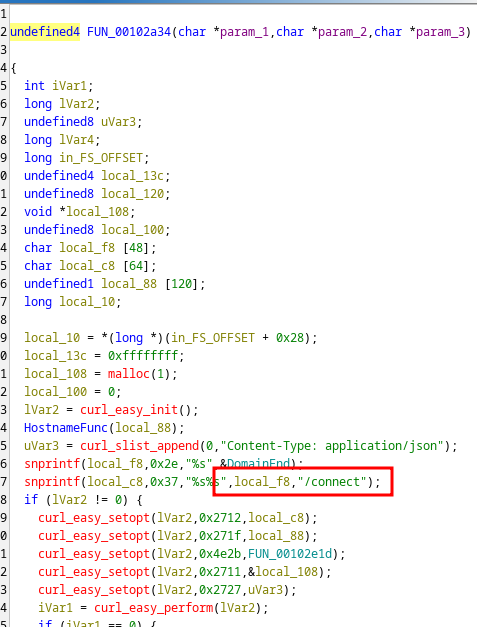 1
2 undefined4 FUN_00102a34(char *param_1,char *param_2,char *param_3)
3
4 {
5   int iVar1;
6   long lVar2;
7   undefined8 uVar3;
8   long lVar4;
9   long in_FS_OFFSET;
0   undefined4 local_13c;
1   undefined8 local_120;
2   void *local_108;
3   undefined8 local_100;
4   char local_f8 [48];
5   char local_c8 [64];
6   undefined1 local_88 [120];
7   long local_10;
8
9   local_10 = *(long *)(in_FS_OFFSET + 0x28);
0   local_13c = 0xffffffff;
1   local_108 = malloc(1);
2   local_100 = 0;
3   lVar2 = curl_easy_init();
4   HostnameFunc(local_88);
5   uVar3 = curl_slist_append(0,"Content-Type: application/json");
6   snprintf(local_f8,0x2e,"%s",&DomainEnd);
7   snprintf(local_c8,0x37,"%s%s",local_f8,"/connect");
8   if (lVar2 != 0) {
9     curl_easy_setopt(lVar2,0x2712,local_c8);
0     curl_easy_setopt(lVar2,0x271f,local_88);
1     curl_easy_setopt(lVar2,0x4e2b,FUN_00102e1d);
2     curl_easy_setopt(lVar2,0x2711,&local_108);
3     curl_easy_setopt(lVar2,0x2727,uVar3);
4     iVar1 = curl_easy_perform(lVar2);
5     if (iVar1 == 0) {